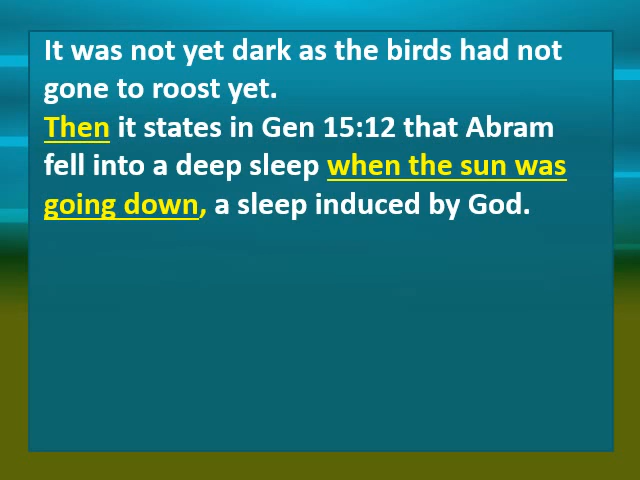 It was not yet dark as the birds had not
gone to roost yet.
Then it states in Gen 15:12 that Abram
fell into a deep sleep when the sun was
going down, a sleep induced by God.